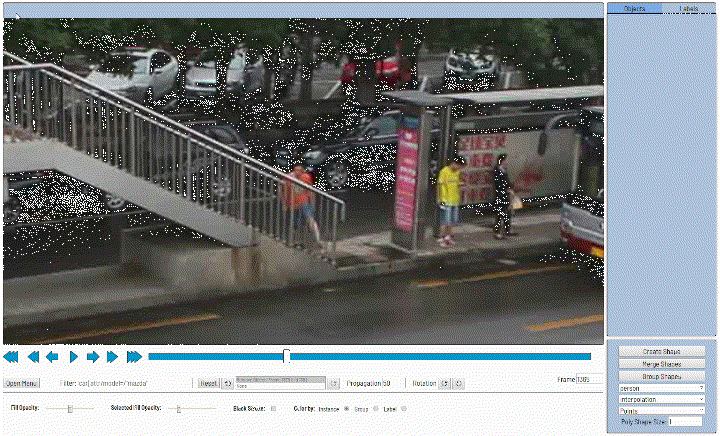 Objects Labels
Create Shape
Merge Shapes
Group Shapes
person
Interpolation
Points
Poly Shape Size:
Open Menu
Filter: car[attr/model="mazda"
Reset
Propagation 50
Rotation
Frame 1365
Fill Opacity:
Selected Fill Opacity:
Black Stroke:
Color by: Instance Group Label